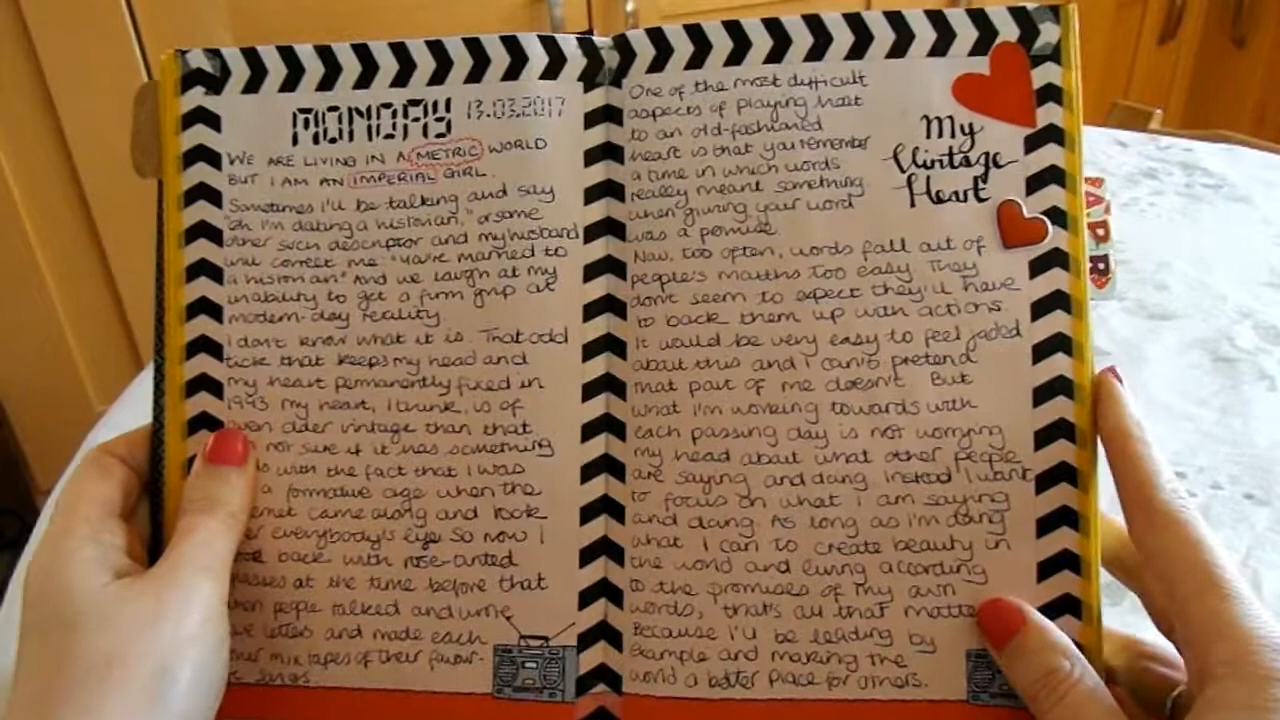 MONDAY 13.03.2017
WE ARE LIVING IN A METRIC WORLD
BUT I AM AN IMPERIAL GIRL.
Sometimes I'll be talking and say
"oh I'm dating a historian," or some
other such descriptor and my husband
will correct me: "you're married to
a historian" And we laugh at my
inability to get a firm grip at
modern-day reality.
I don't know what it is. That odd
tick that keeps my head and
my heart permanently fixed in
1993 my heart, I think, is of
even older vintage than that
not sure if it has something
with the fact that I was
a formative age when the
came along and took
everybody's eye. So now I
back with rose-tinted
at the time before that
people talked and wrote
letters and made each
mix tapes of their favour-
songs.
One of the most difficult
aspects of playing host
to an old-fashioned
heart is that you remember
a time in which words
really meant something
when giving your word
was a promise.
Now, too often, words fall out of
people's mouths too easy. They
don't seem to expect they'll have
to back them up with actions.
It would be very easy to feel jaded
about this and I can't pretend
that part of me doesn't. But
what I'm working towards with
each passing day is not worrying
my head about what other people
are saying and doing instead I want
to focus on what I am saying
and doing. As long as I'm doing
what I can to create beauty in
the world and living according
to the promises of my own
words, that's all that
Because I'll be leading by
Example and making the
world a better place for others.
My
Vintage
Heart